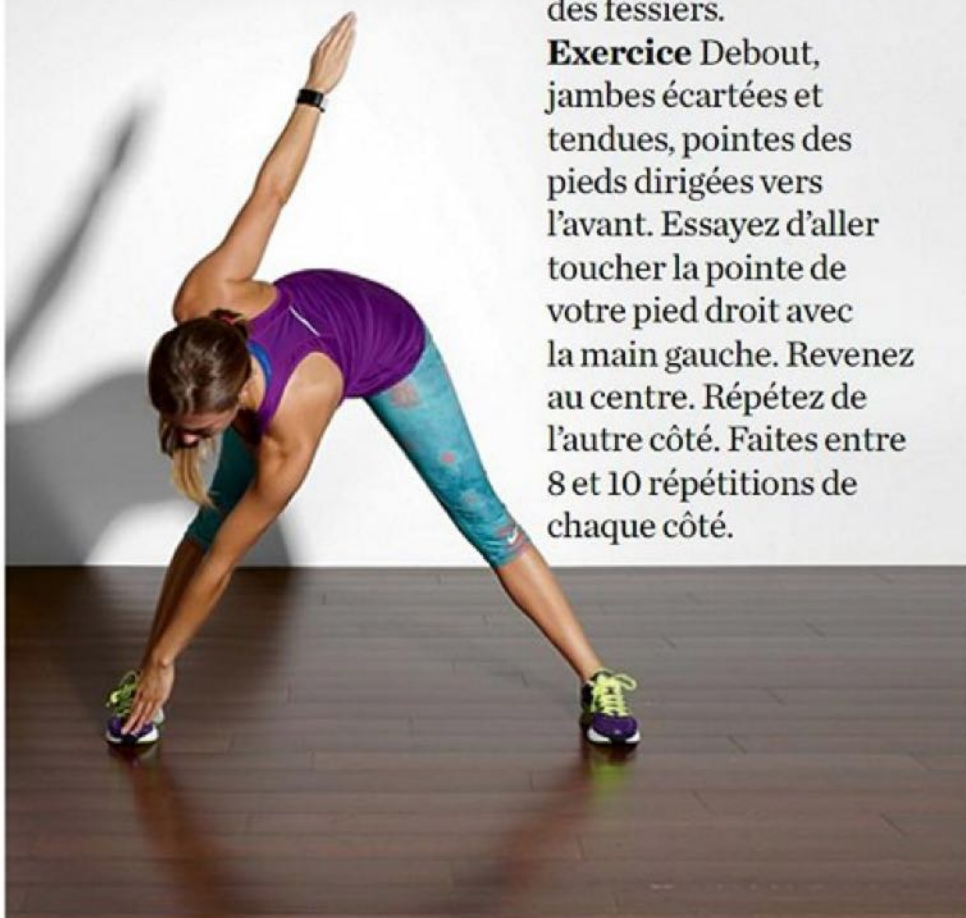 des fessiers.
Exercice Debout,
jambes écartées et
tendues, pointes des
pieds dirigées vers
l’avant. Essayez d’aller
toucher la pointe de
votre pied droit avec
la main gauche. Revenez
au centre. Répétez de
l’autre côté. Faites entre
8 et 10 répétitions de
chaque côté.